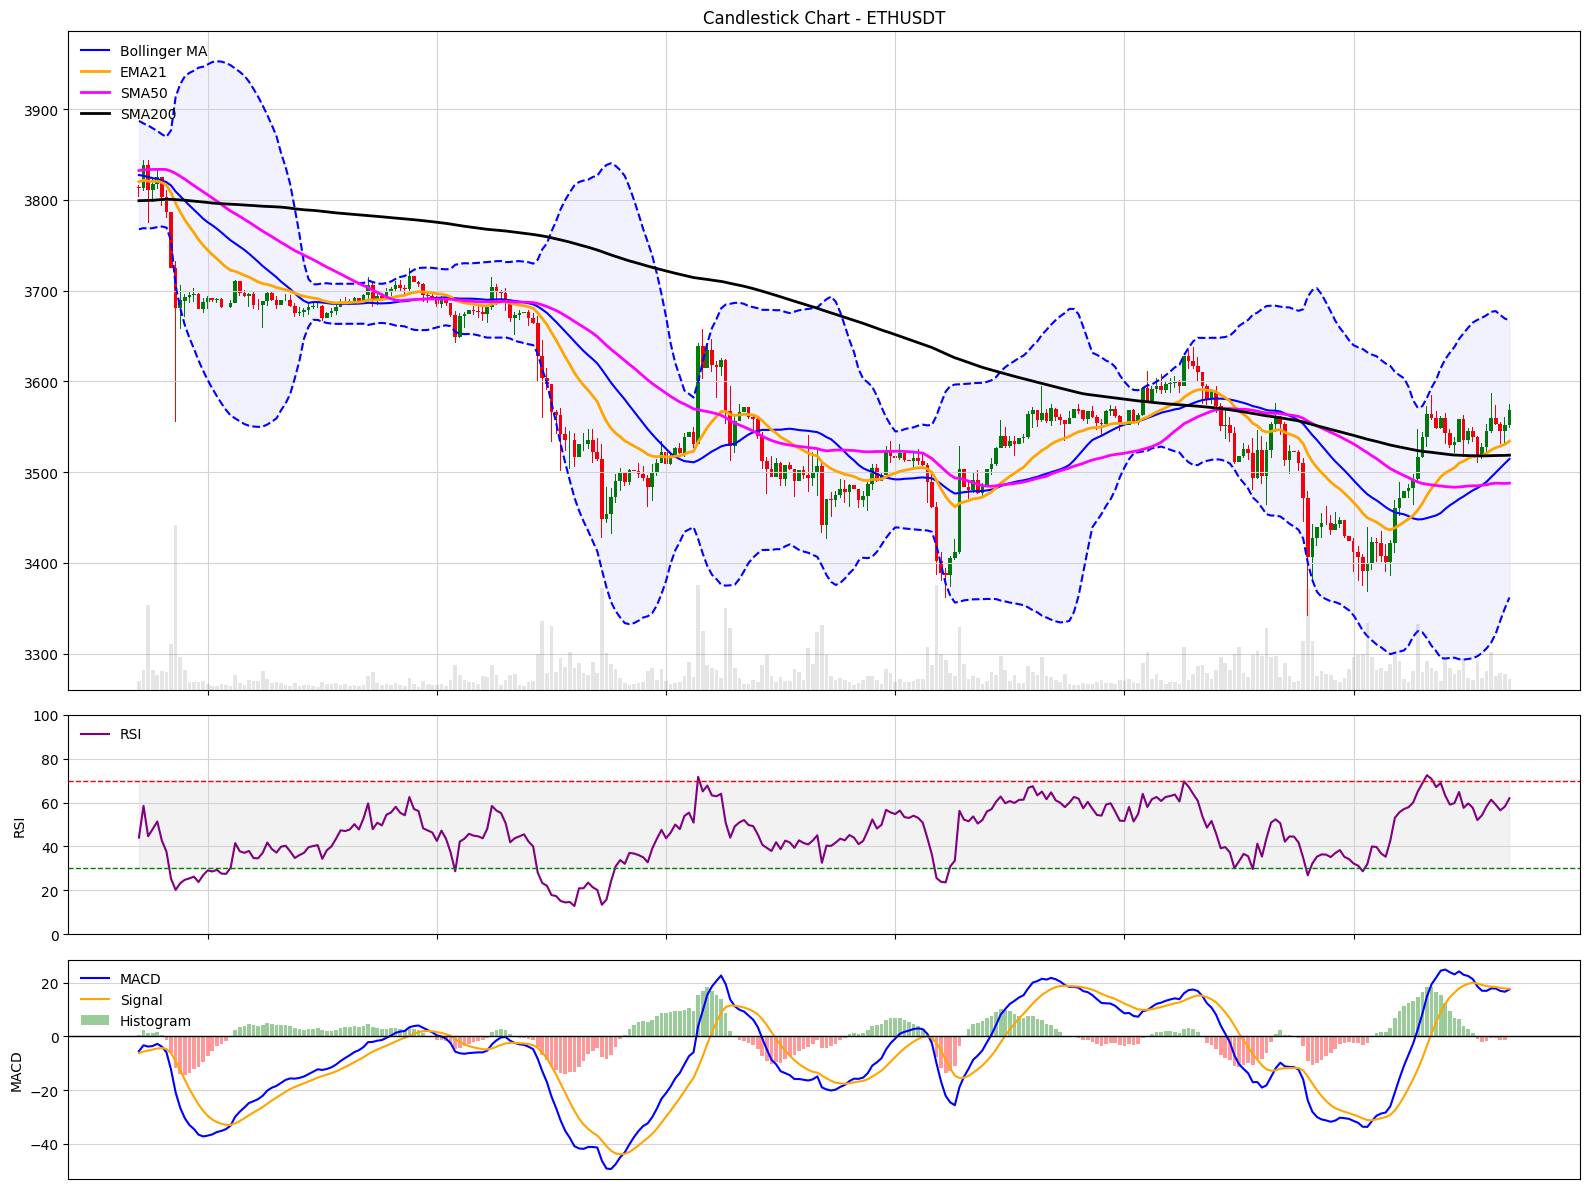 Candlestick Chart - ETHUSDT
Bollinger MA
EMA21
SMA50
SMA200
3900
3800
3700
3600
3500
3400
3300
RSI
RSI
100
80
60
40
20
0
MACD
Signal
Histogram
MACD
20
0
−20
−40